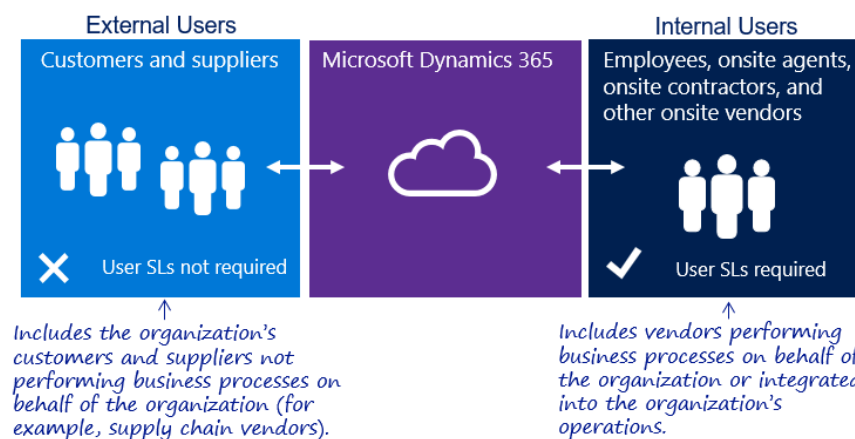 External Users
Customers and suppliers
User SLs not required
Includes the organization's
customers and suppliers not
performing business processes on
behalf of the organization (for
example, supply chain vendors).
Microsoft Dynamics 365
Internal Users
Employees, onsite agents,
onsite contractors, and
other onsite vendors
User SLs required
Includes vendors performing
business processes on behalf of
the organization or integrated
into the organization's
operations.